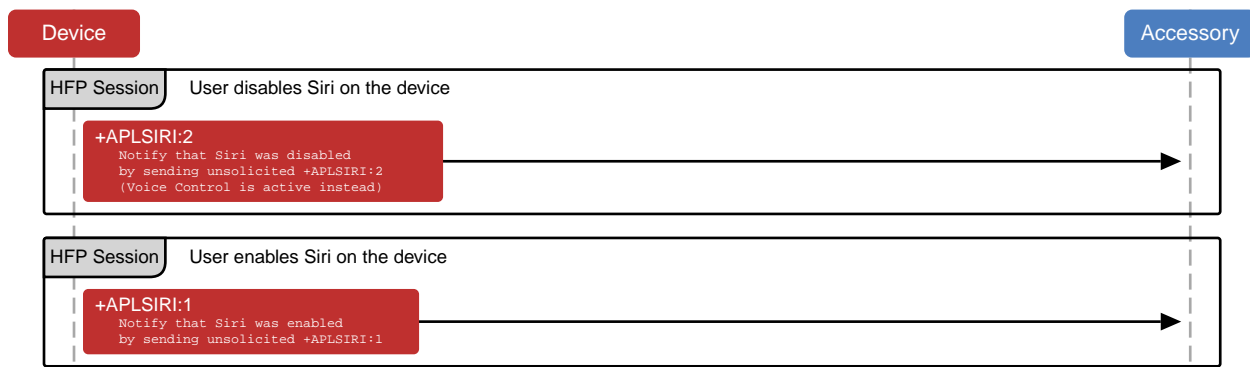 Device
Accessory
HFP Session
User disables Siri on the device
+APLSIRI:2
Notify that Siri was disabled
by sending unsolicited +APLSIRI:2
(Voice Control is active instead)
HFP Session
User enables Siri on the device
+APLSIRI:1
Notify that Siri was enabled
by sending unsolicited +APLSIRI:1